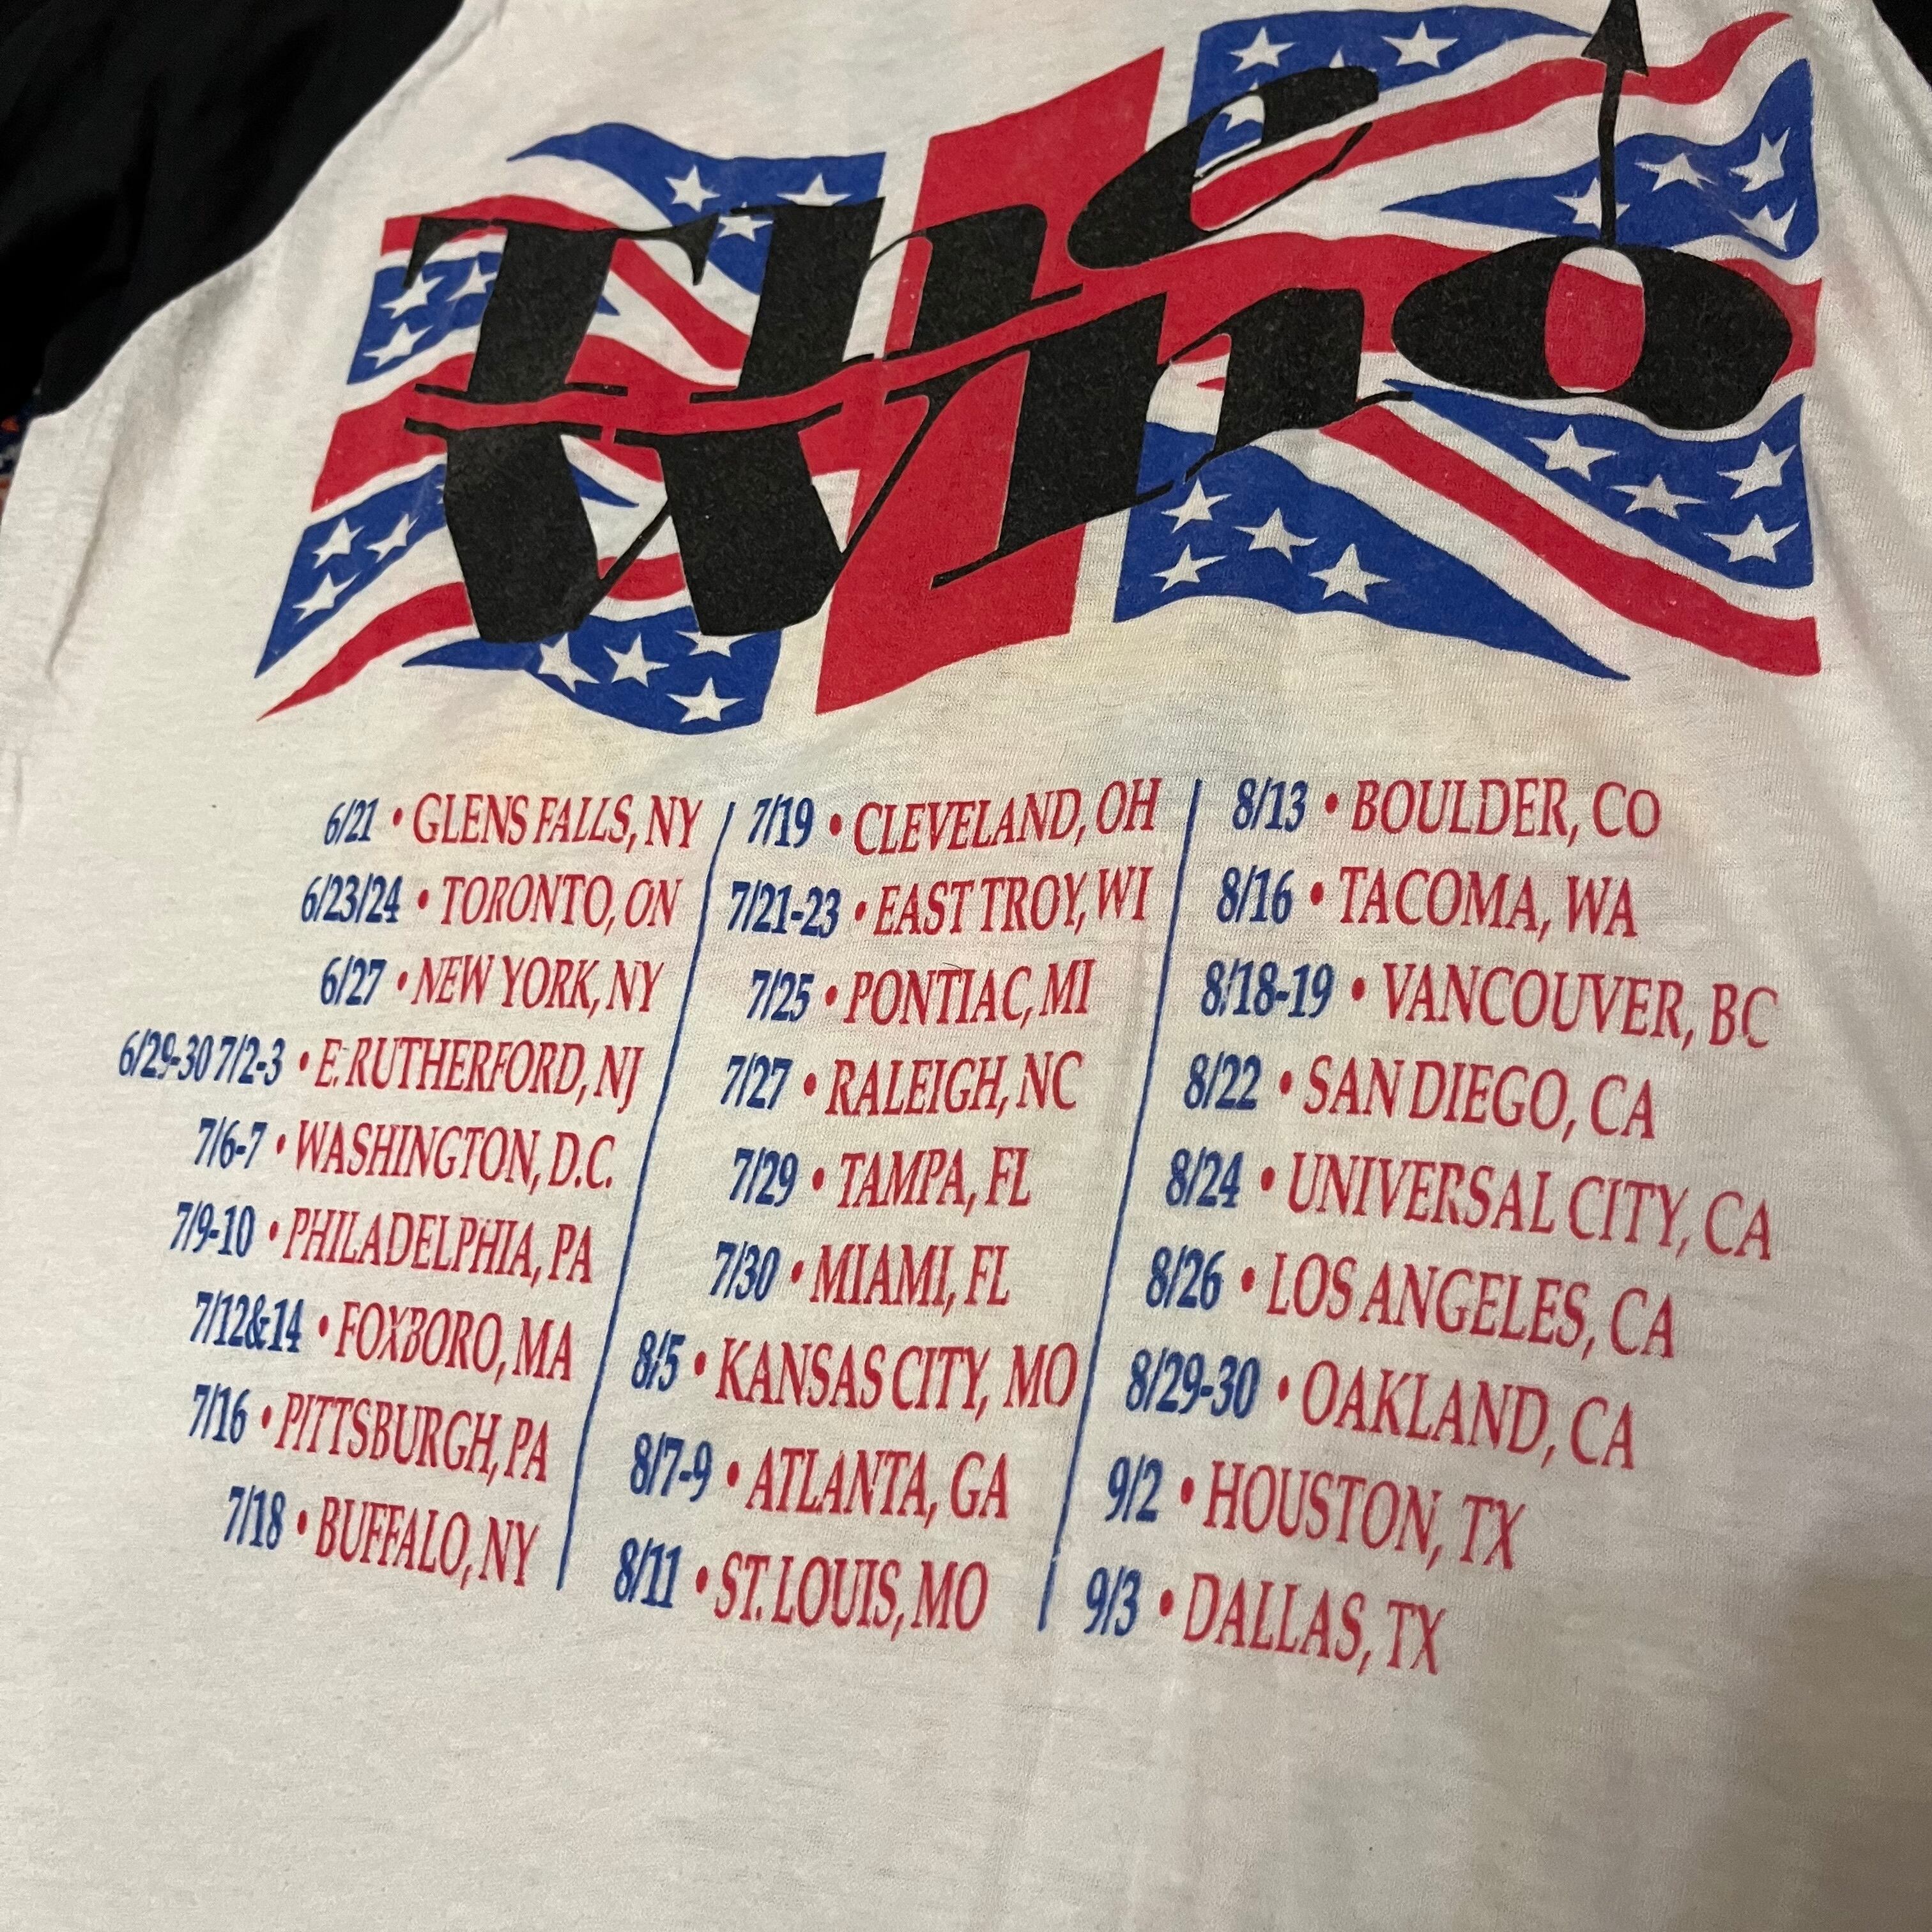 The
Who
6/21 • GLENS FALLS, NY
6/23/24 • TORONTO, ON
6/27 • NEW YORK, NY
6/29-30 7/2-3 • E. RUTHERFORD, NJ
7/6-7 • WASHINGTON, D.C.
7/9-10 • PHILADELPHIA, PA
7/12&14 • FOXBORO, MA
7/16 • PITTSBURGH, PA
7/18 • BUFFALO, NY
7/19 • CLEVELAND, OH
7/21-23 • EAST TROY, WI
7/25 • PONTIAC, MI
7/27 • RALEIGH, NC
7/29 • TAMPA, FL
7/30 • MIAMI, FL
8/5 • KANSAS CITY, MO
8/7-9 • ATLANTA, GA
8/11 • ST. LOUIS, MO
8/13 • BOULDER, CO
8/16 • TACOMA, WA
8/18-19 • VANCOUVER, BC
8/22 • SAN DIEGO, CA
8/24 • UNIVERSAL CITY, CA
8/26 • LOS ANGELES, CA
8/29-30 • OAKLAND, CA
9/2 • HOUSTON, TX
9/3 • DALLAS, TX